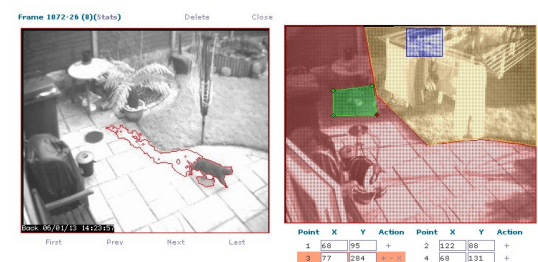 Frame 1072-26 (8)(Stats) Delete Close
Back 06/01/13 14:23:5
First Prev Next Last
Point X Y Action Point X Y Action
1 68 95 + 2 122 88 +
3 77 284 + - X 4 68 131 +